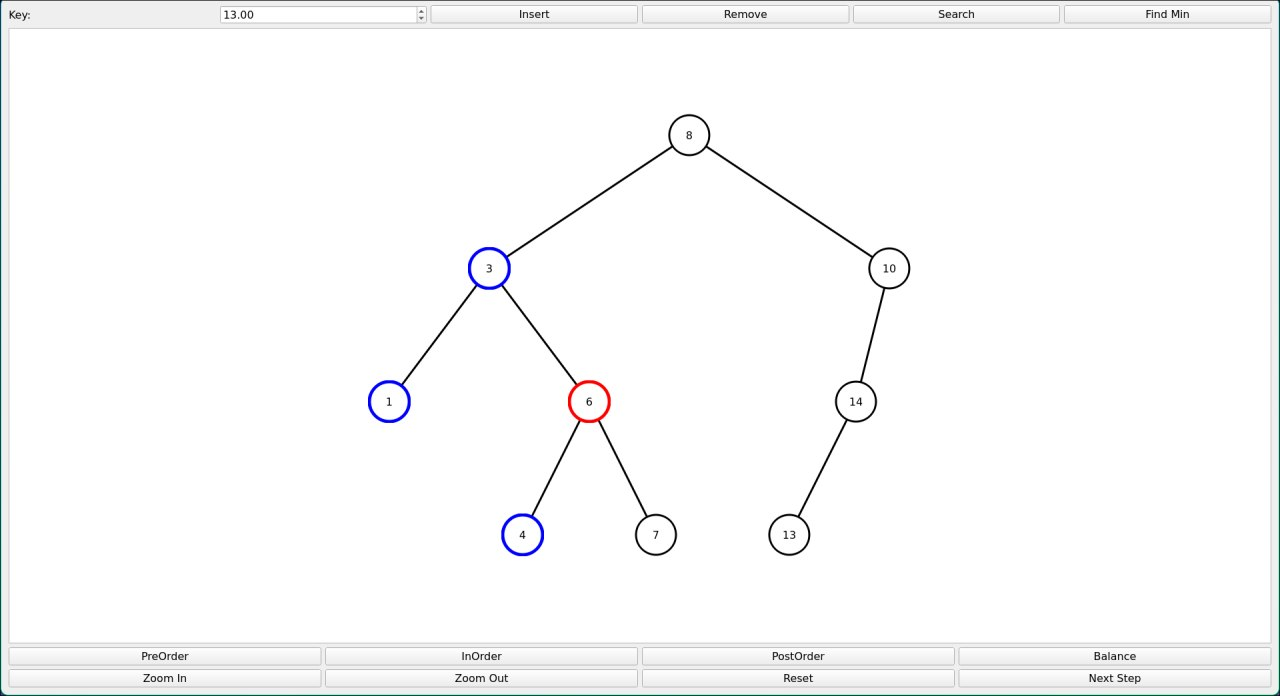 Key: 13.00 Insert Remove Search Find Min
8
3 10
1 6 14
4 7 13
PreOrder InOrder PostOrder Balance
Zoom In Zoom Out Reset Next Step